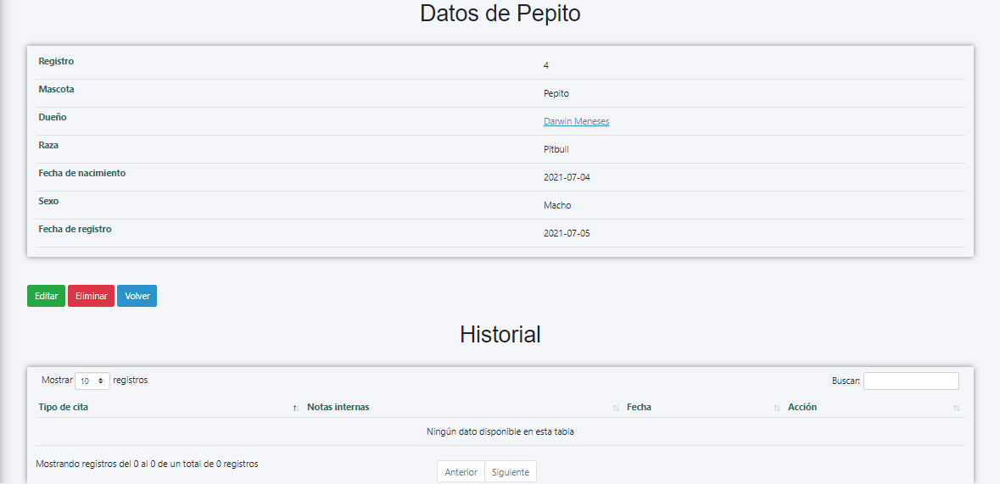 Datos de Pepito
Registro 4
Mascota Pepito
Dueño Darwin Meneses
Raza Pitbull
Fecha de nacimiento 2021-07-04
Sexo Macho
Fecha de registro 2021-07-05
Editar Eliminar Volver
Historial
Mostrar 10 registros Buscar:
Tipo de cita Notas internas Fecha Acción
Ningún dato disponible en esta tabla
Mostrando registros del 0 al 0 de un total de 0 registros
Anterior Siguiente